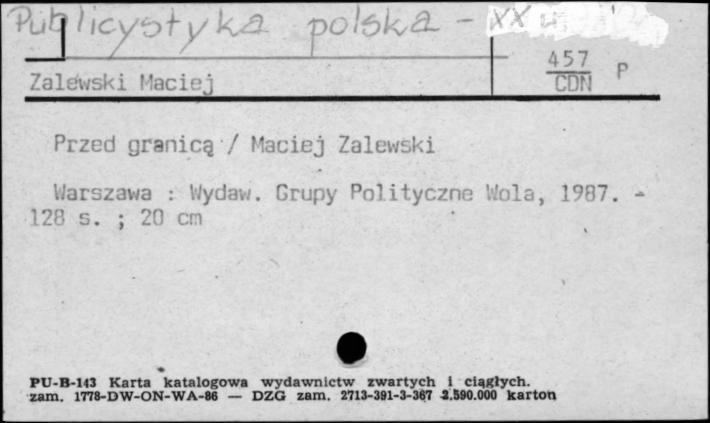 Publicystyka polska - XX w
Zalewski Maciej
457
CDN
P
Przed granicą / Maciej Zalewski
Warszawa : Wydaw. Grupy Polityczne Wola, 1987. -
128 s. ; 20 cm
PU-B-143 Karta katalogowa wydawnictw zwartych i ciągłych.
zam. 1778-DW-ON-WA-86 — DZG zam. 2713-391-3-367 2.590.000 karton